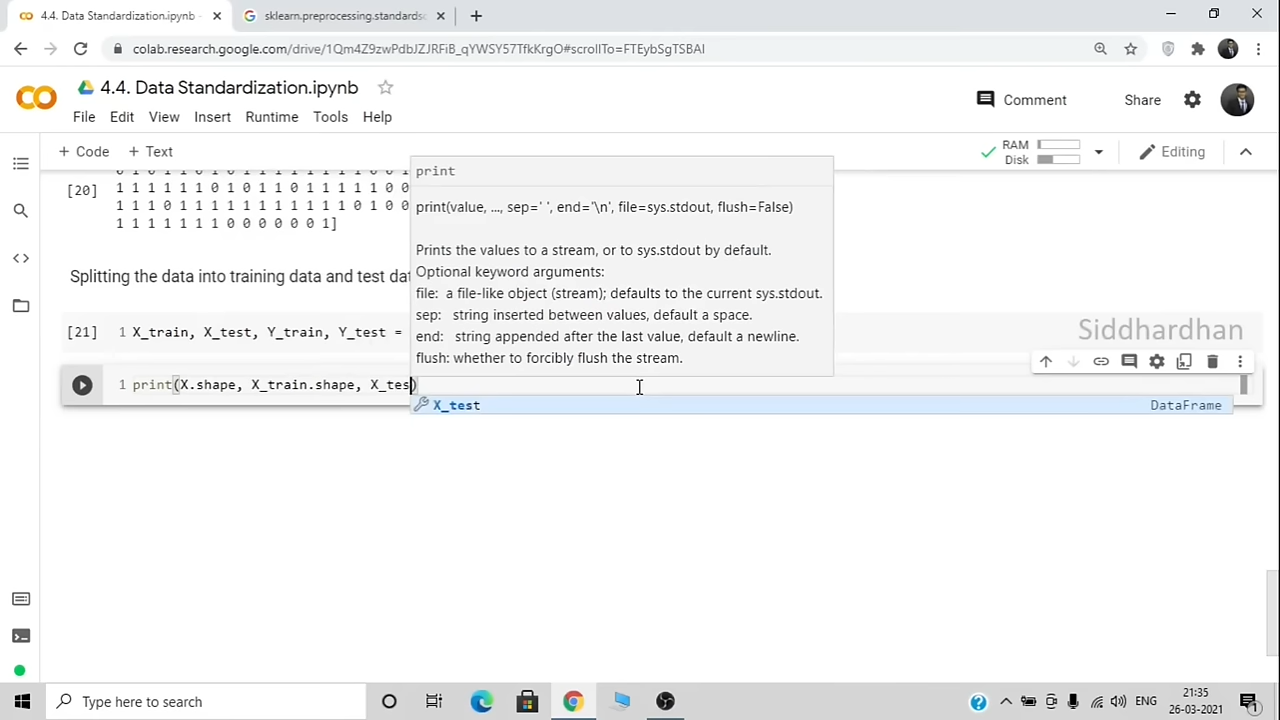 4.4. Data Standardization.ipynb
sklearn.preprocessing.standards
colab.research.google.com/drive/1Qm4Z9zwPdbJZJRFiB_qYWSY57TfkKrgO#scrollTo=FTEybSgTSBAI
4.4. Data Standardization.ipynb
File Edit View Insert Runtime Tools Help
Comment Share
+ Code + Text
RAM
Disk
Editing
[20]
1 1 1 1 1 1 0 1 0 1 1 0 1 1 1 1 1 1 0 0
1 1 1 0 1 1 1 1 1 1 1 1 1 1 1 0 1 0 0
1 1 1 1 1 1 1 0 0 0 0 0 0 1]
print
print(value, ..., sep=' ', end='\n', file=sys.stdout, flush=False)
Prints the values to a stream, or to sys.stdout by default.
Optional keyword arguments:
file: a file-like object (stream); defaults to the current sys.stdout.
sep: string inserted between values, default a space.
end: string appended after the last value, default a newline.
flush: whether to forcibly flush the stream.
Splitting the data into training data and test dat
[21] 1 X_train, X_test, Y_train, Y_test =
Siddhardhan
1 print(X.shape, X_train.shape, X_tes)
X_test DataFrame
Type here to search
ENG
21:35
26-03-2021